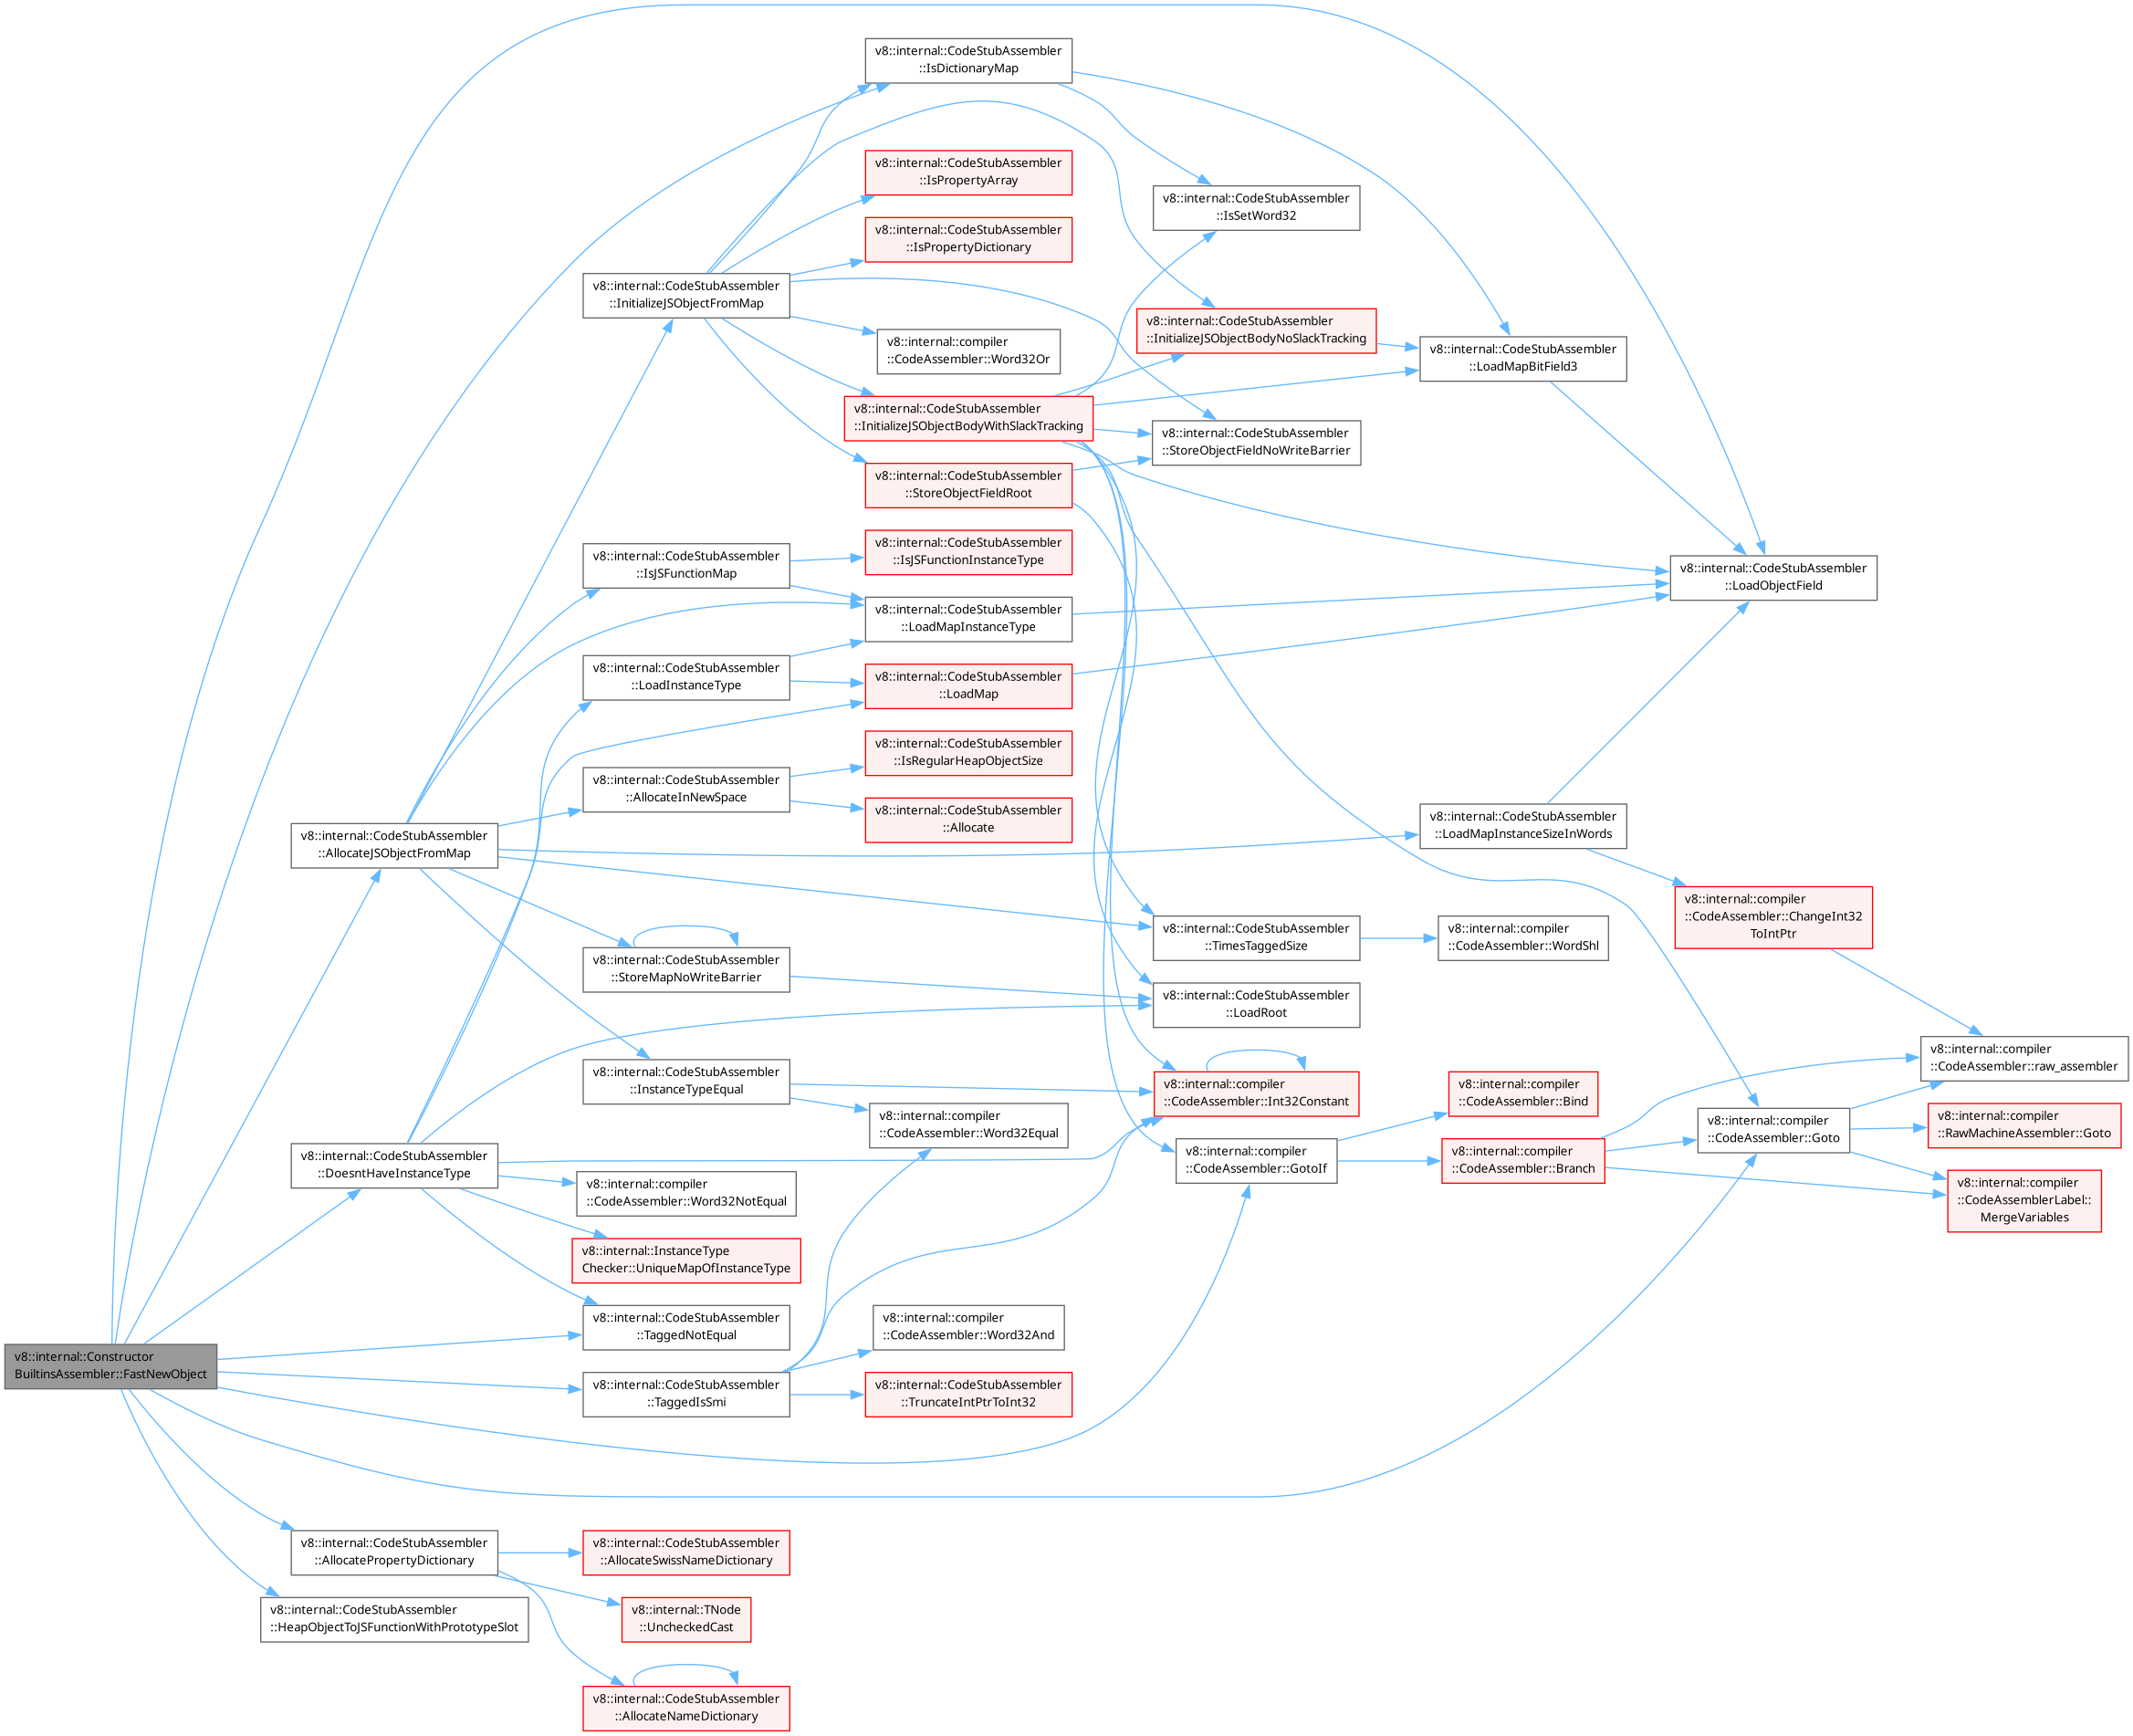 v8::internal::CodeStubAssembler
::IsDictionaryMap
v8::internal::CodeStubAssembler
::IsPropertyArray
v8::internal::CodeStubAssembler
::IsSetWord32
v8::internal::CodeStubAssembler
::IsPropertyDictionary
v8::internal::CodeStubAssembler
::InitializeJSObjectFromMap
v8::internal::CodeStubAssembler
::InitializeJSObjectBodyNoSlackTracking
v8::internal::compiler
::CodeAssembler::Word32Or
v8::internal::CodeStubAssembler
::LoadMapBitField3
v8::internal::CodeStubAssembler
::InitializeJSObjectBodyWithSlackTracking
v8::internal::CodeStubAssembler
::StoreObjectFieldNoWriteBarrier
v8::internal::CodeStubAssembler
::StoreObjectFieldRoot
v8::internal::CodeStubAssembler
::IsJSFunctionInstanceType
v8::internal::CodeStubAssembler
::IsJSFunctionMap
v8::internal::CodeStubAssembler
::LoadObjectField
v8::internal::CodeStubAssembler
::LoadMapInstanceType
v8::internal::CodeStubAssembler
::LoadInstanceType
v8::internal::CodeStubAssembler
::LoadMap
v8::internal::CodeStubAssembler
::IsRegularHeapObjectSize
v8::internal::CodeStubAssembler
::AllocateInNewSpace
v8::internal::CodeStubAssembler
::Allocate
v8::internal::CodeStubAssembler
::LoadMapInstanceSizeInWords
v8::internal::CodeStubAssembler
::AllocateJSObjectFromMap
v8::internal::compiler
::CodeAssembler::ChangeInt32
ToIntPtr
v8::internal::CodeStubAssembler
::TimesTaggedSize
v8::internal::compiler
::CodeAssembler::WordShl
v8::internal::CodeStubAssembler
::StoreMapNoWriteBarrier
v8::internal::CodeStubAssembler
::LoadRoot
v8::internal::compiler
::CodeAssembler::raw_assembler
v8::internal::CodeStubAssembler
::InstanceTypeEqual
v8::internal::compiler
::CodeAssembler::Int32Constant
v8::internal::compiler
::CodeAssembler::Bind
v8::internal::compiler
::CodeAssembler::Word32Equal
v8::internal::compiler
::CodeAssembler::Goto
v8::internal::compiler
::RawMachineAssembler::Goto
v8::internal::CodeStubAssembler
::DoesntHaveInstanceType
v8::internal::compiler
::CodeAssembler::GotoIf
v8::internal::compiler
::CodeAssembler::Branch
v8::internal::compiler
::CodeAssembler::Word32NotEqual
v8::internal::compiler
::CodeAssemblerLabel::
MergeVariables
v8::internal::InstanceType
Checker::UniqueMapOfInstanceType
v8::internal::CodeStubAssembler
::TaggedNotEqual
v8::internal::compiler
::CodeAssembler::Word32And
v8::internal::Constructor
BuiltinsAssembler::FastNewObject
v8::internal::CodeStubAssembler
::TaggedIsSmi
v8::internal::CodeStubAssembler
::TruncateIntPtrToInt32
v8::internal::CodeStubAssembler
::AllocatePropertyDictionary
v8::internal::CodeStubAssembler
::AllocateSwissNameDictionary
v8::internal::CodeStubAssembler
::HeapObjectToJSFunctionWithPrototypeSlot
v8::internal::TNode
::UncheckedCast
v8::internal::CodeStubAssembler
::AllocateNameDictionary